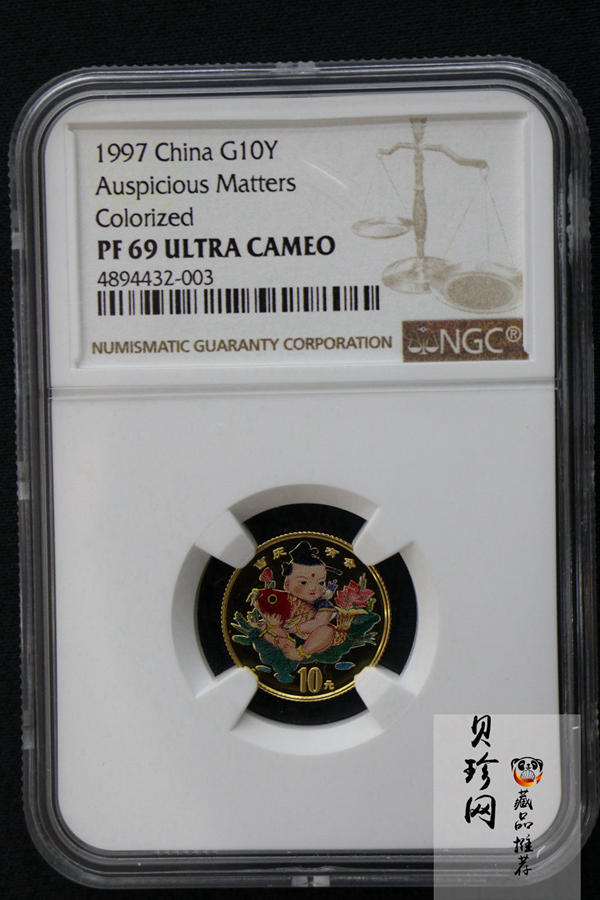 1997 China G10Y
Auspicious Matters
Colorized
PF 69 ULTRA CAMEO
4894432-003
NUMISMATIC GUARANTY CORPORATION
NGC®
吉庆有余
10元
贝珍网
藏品推荐